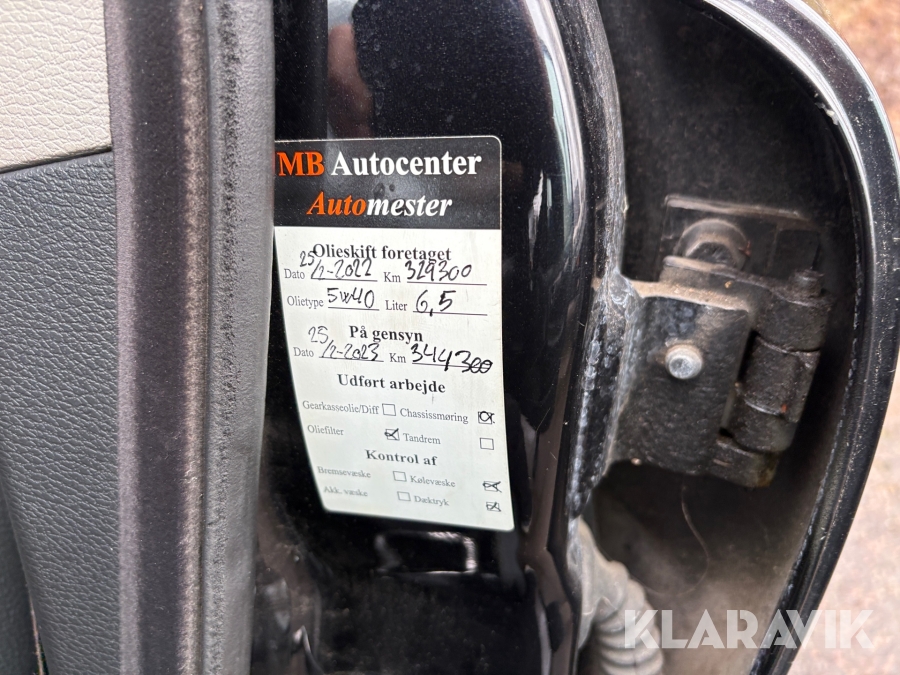 MB Autocenter
Automester
Olieskift foretaget
Dato 25/2-2022 Km 329300
Olietype 5w40 Liter 6,5
På gensyn
Dato 25/2-2023 Km 344300
Udført arbejde
Gearkasseolie/Diff Chassissmøring
Oliefilter Tandrem
Kontrol af
Bremsevæske Kølevæske
Akk. væske Dæktryk
KLARAVIK